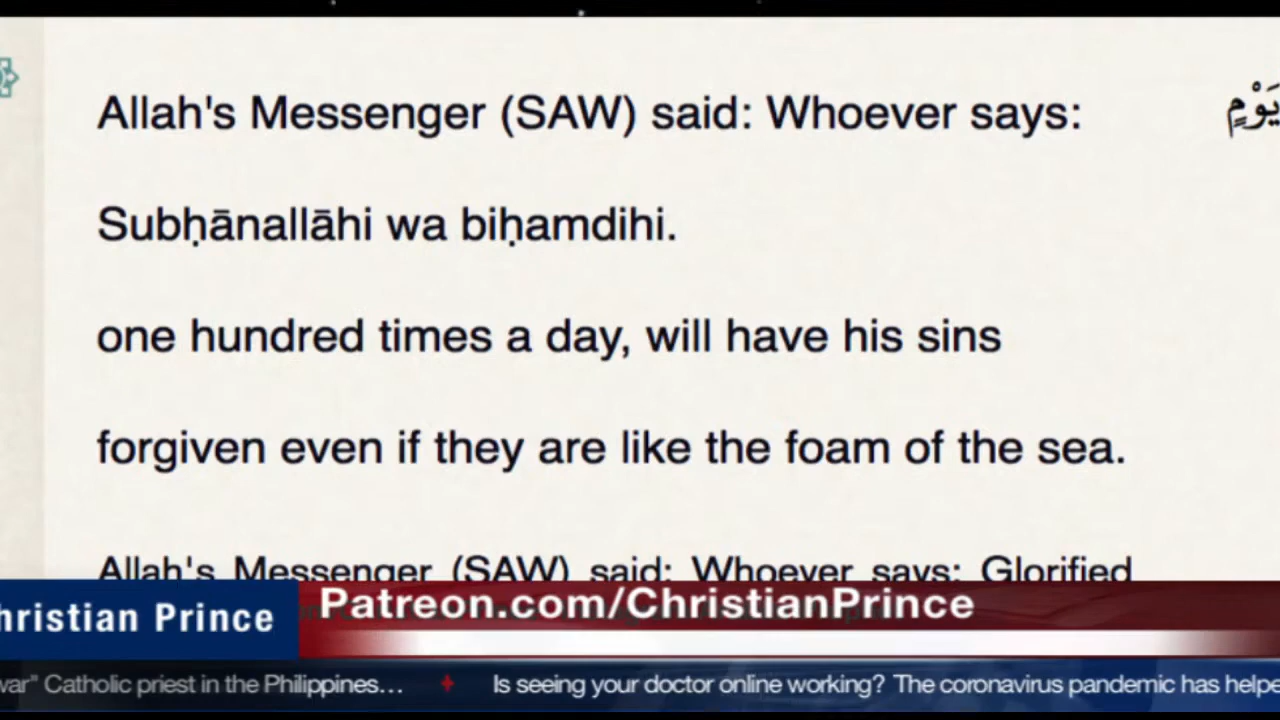 Allah's Messenger (SAW) said: Whoever says:
يَوْمٍ
Subḥānallāhi wa biḥamdihi.
one hundred times a day, will have his sins
forgiven even if they are like the foam of the sea.
Allah's Messenger (SAW) said: Whoever says: Glorified
hristian Prince
Patreon.com/ChristianPrince
war" Catholic priest in the Philippines... Is seeing your doctor online working? The coronavirus pandemic has helpe